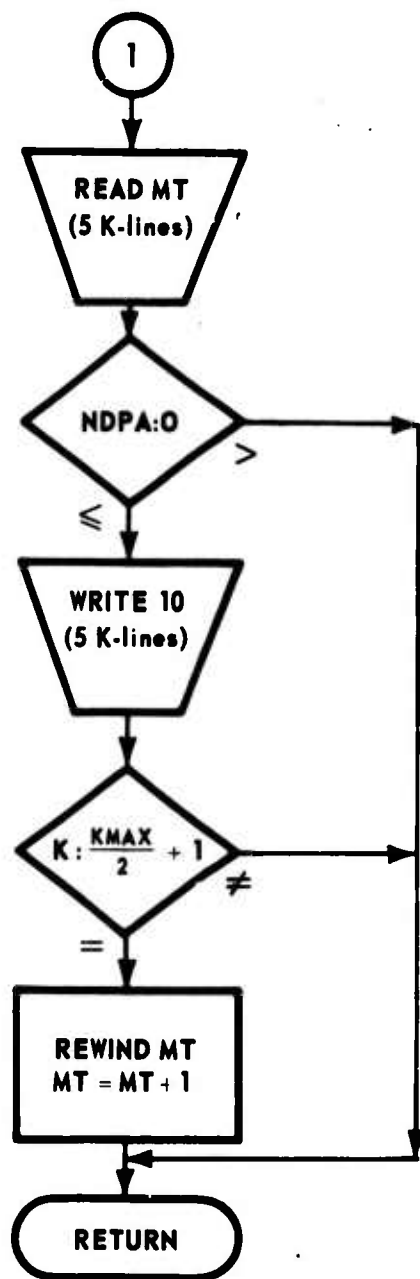 1
READ MT
(5 K-lines)
NDPA:O
>
≤
WRITE 10
(5 K-lines)
K : KMAX/2 + 1
≠
=
REWIND MT
MT = MT + 1
RETURN